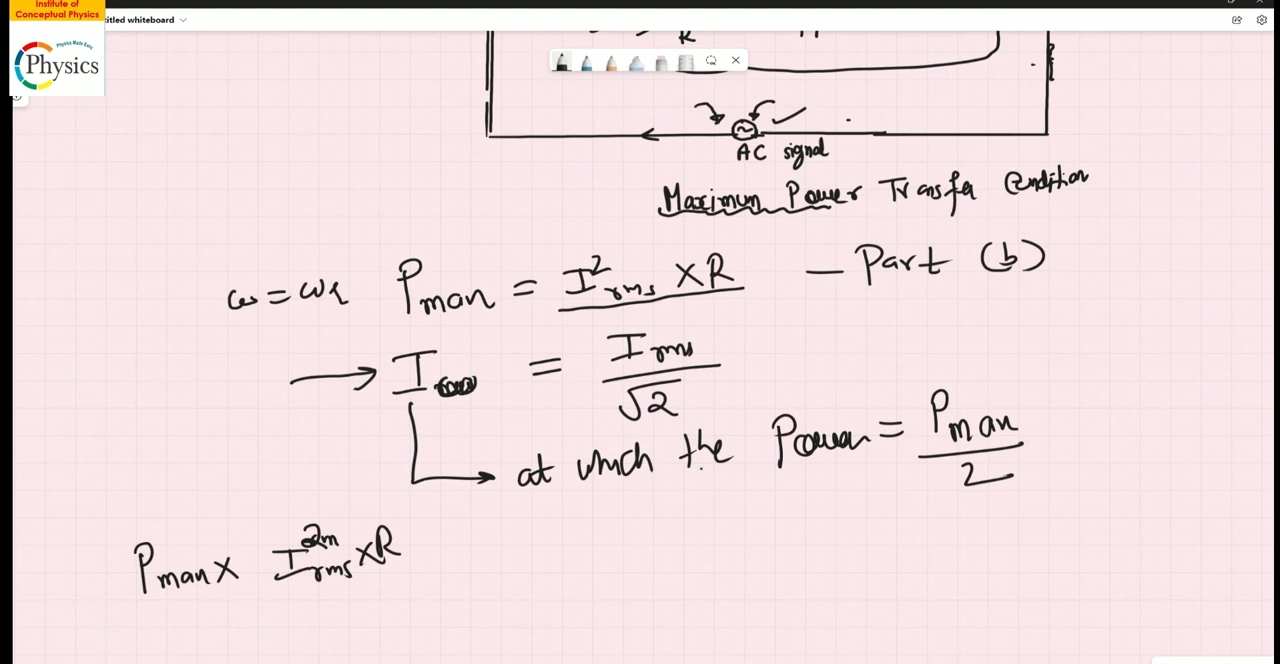 Institute of
Conceptual Physics
titled whiteboard
Physics Made Easy
Physics
R
AC signal
Maximum Power Transfer Condition
ω = ωr Pmax = I²rms × R — Part (b)
→ I = Irms / √2
→ at which the Power = Pmax / 2
Pmax × I²rms × R